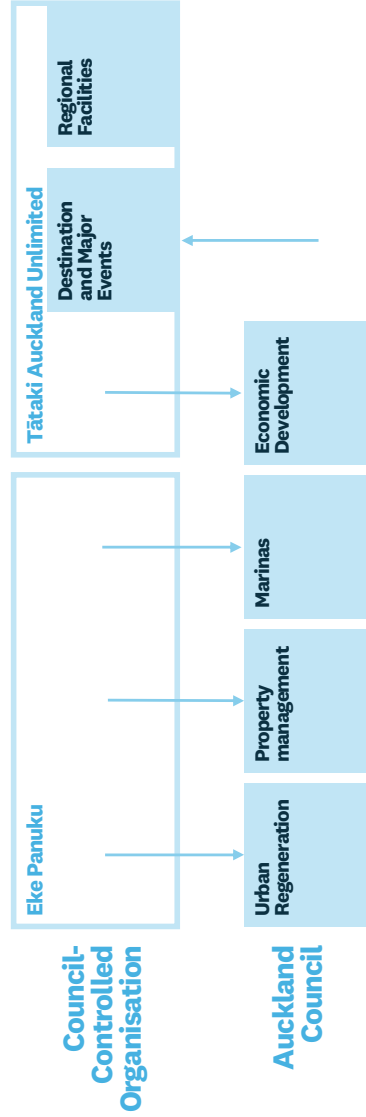 Council-
Controlled
Organisation
Eke Panuku
Tātaki Auckland Unlimited
Destination
and Major
Events
Regional
Facilities
Auckland
Council
Urban
Regeneration
Property
management
Marinas
Economic
Development